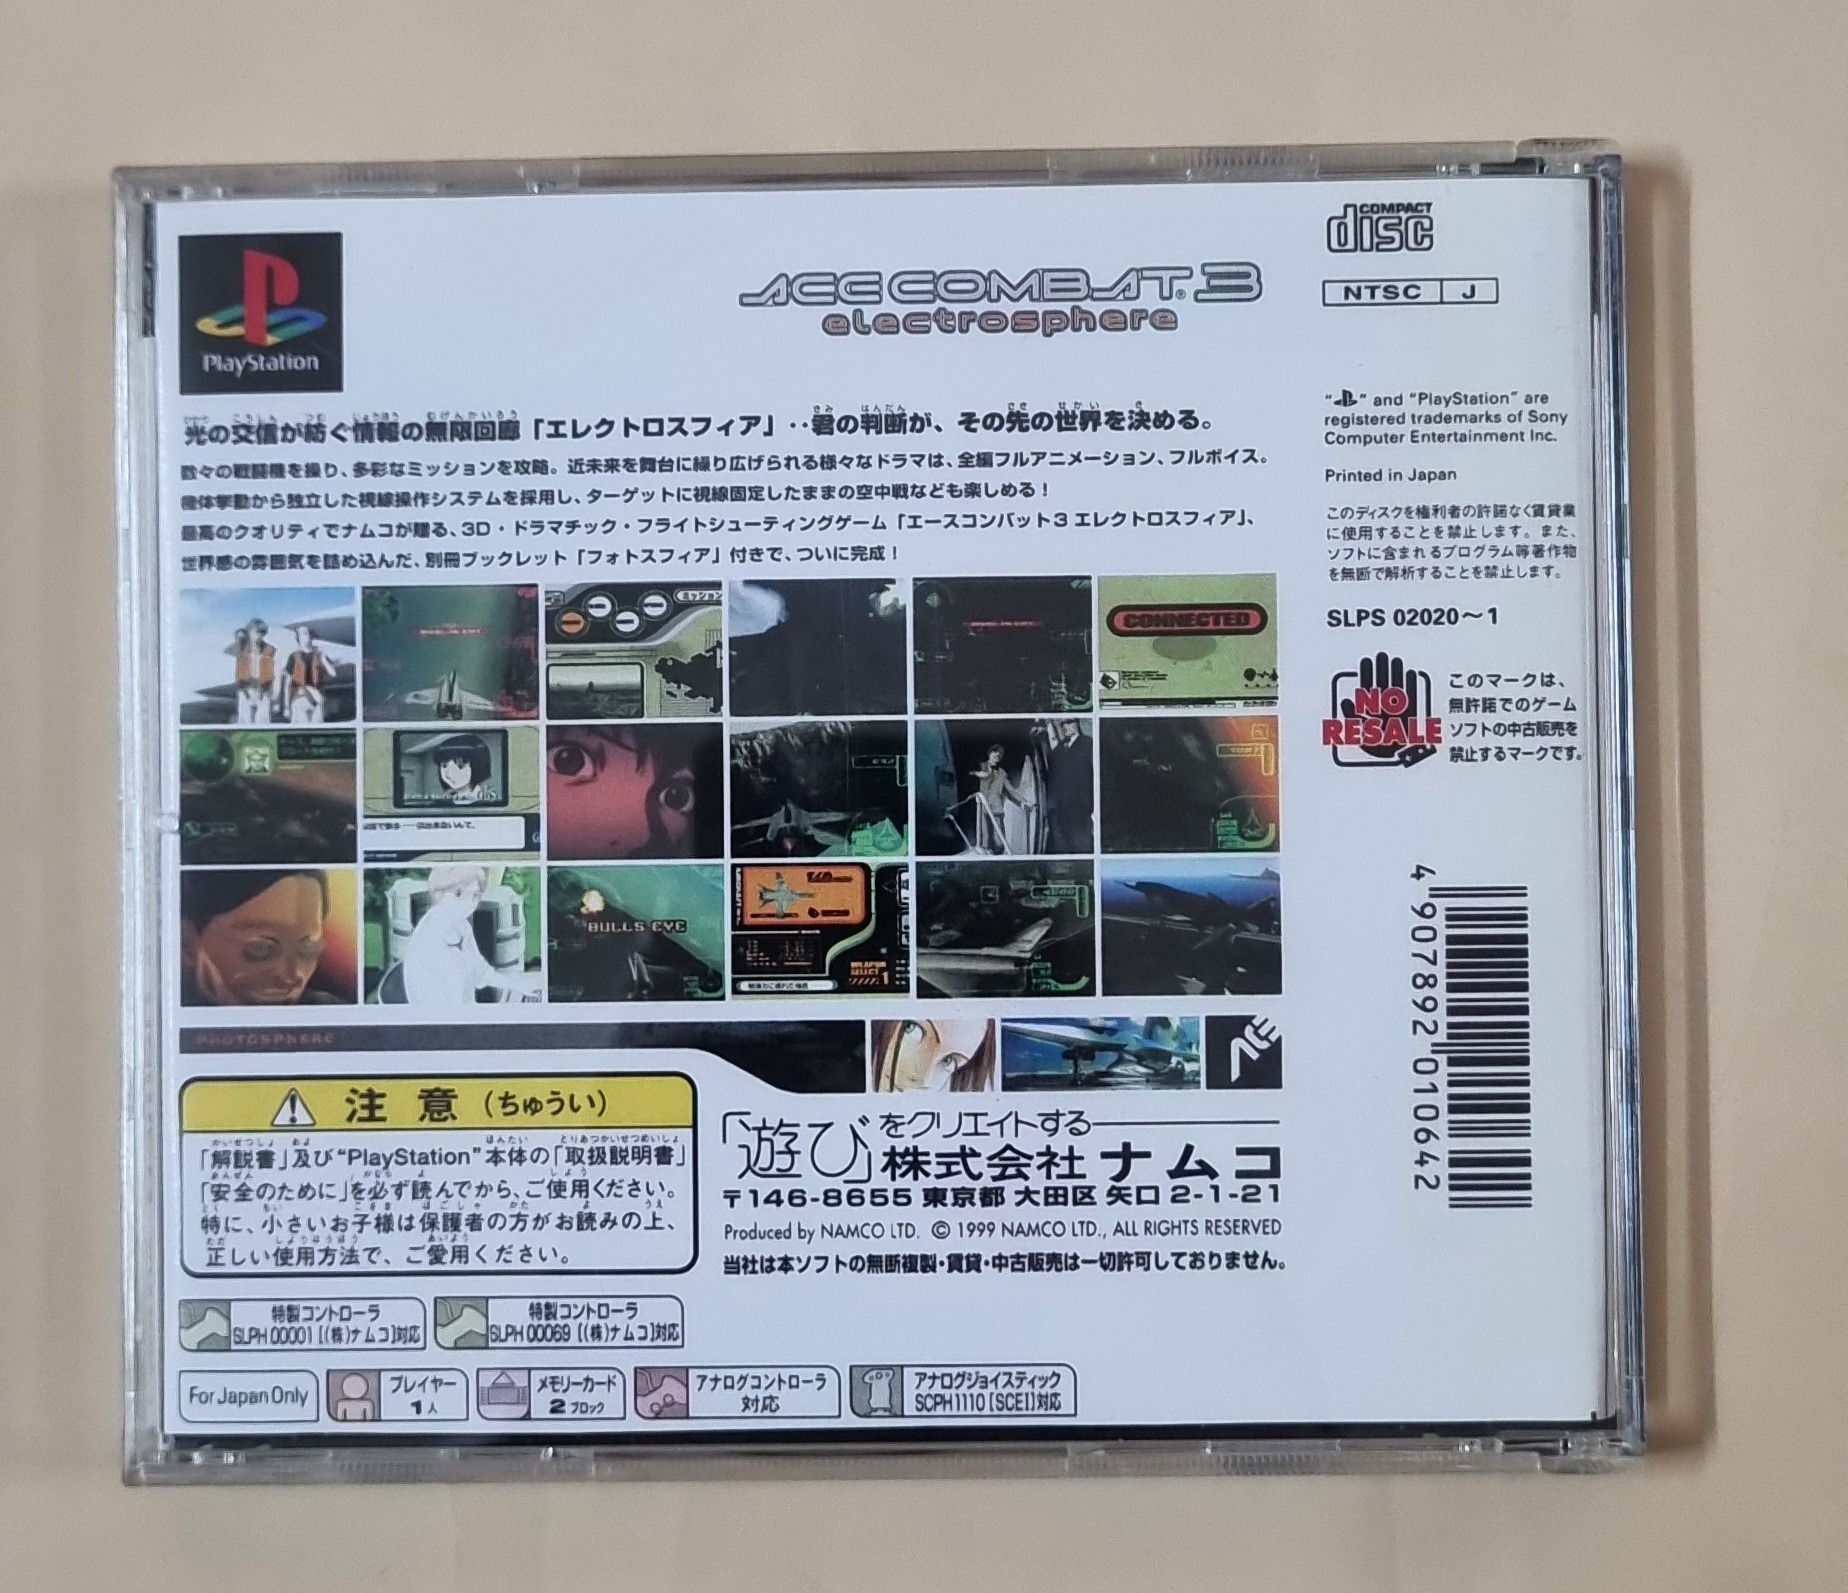 PlayStation
ACE COMBAT® 3
electrosphere
COMPACT
disc
NTSC J
光の交信が紡ぐ情報の無限回廊「エレクトロスフィア」‥君の判断が、その先の世界を決める。
数々の戦闘機を操り、多彩なミッションを攻略。近未来を舞台に繰り広げられる様々なドラマは、全編フルアニメーション、フルボイス。
機体挙動から独立した視線操作システムを採用し、ターゲットに視線固定したままの空中戦なども楽しめる！
最高のクオリティでナムコが贈る、3D・ドラマチック・フライトシューティングゲーム「エースコンバット3 エレクトロスフィア」、
世界感の雰囲気を詰め込んだ、別冊ブックレット「フォトスフィア」付きで、ついに完成！
"PS" and "PlayStation" are
registered trademarks of Sony
Computer Entertainment Inc.
Printed in Japan
このディスクを権利者の許諾なく賃貸業
に使用することを禁止します。また、
ソフトに含まれるプログラム等著作物
を無断で解析することを禁止します。
SLPS 02020〜1
NO
RESALE
このマークは、
無許諾でのゲーム
ソフトの中古販売を
禁止するマークです。
4 907892 010642
ミッション
CONNECTED
BULLS EYE
WEAPON
SELECT 1
PHOTOSPHERE
注意(ちゅうい)
「解説書」及び"PlayStation"本体の「取扱説明書」
「安全のために」を必ず読んでから、ご使用ください。
特に、小さいお子様は保護者の方がお読みの上、
正しい使用方法で、ご愛用ください。
「遊び」をクリエイトする
株式会社ナムコ
〒146-8655 東京都 大田区 矢口 2-1-21
Produced by NAMCO LTD. © 1999 NAMCO LTD., ALL RIGHTS RESERVED
当社は本ソフトの無断複製・賃貸・中古販売は一切許可しておりません。
特製コントローラ
SLPH 00001 [(株)ナムコ]対応
特製コントローラ
SLPH 00069 [(株)ナムコ]対応
For Japan Only
プレイヤー
1人
メモリーカード
2ブロック
アナログコントローラ
対応
アナログジョイスティック
SCPH1110 [SCEI]対応